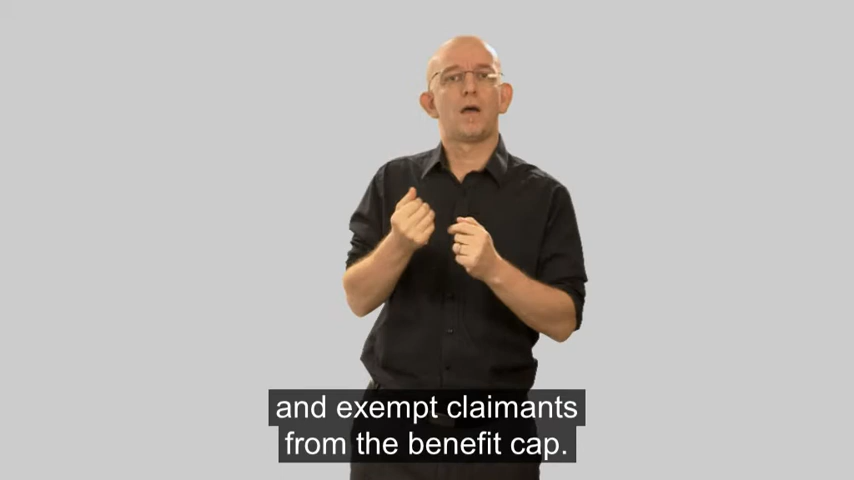 and exempt claimants
from the benefit cap.